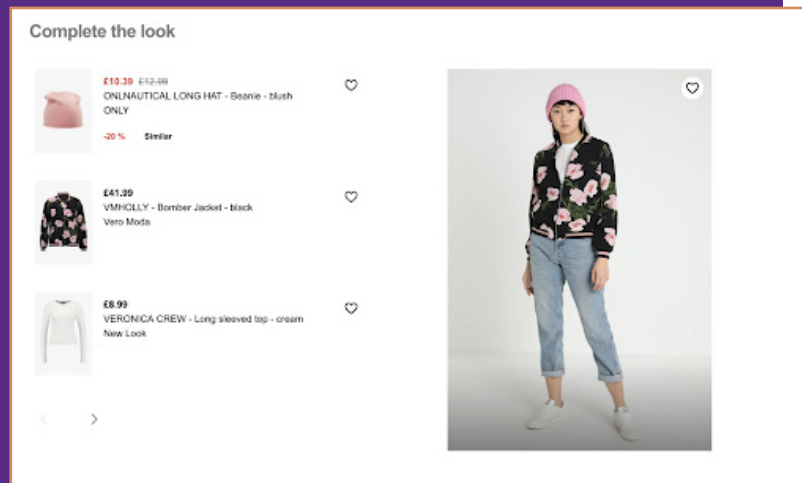 Complete the look
£10.39 £12.99
ONLNAUTICAL LONG HAT - Beanie - blush
ONLY
-20 % Similar
£41.99
VMHOLLY - Bomber Jacket - black
Vero Moda
£8.99
VERONICA CREW - Long sleeved top - cream
New Look